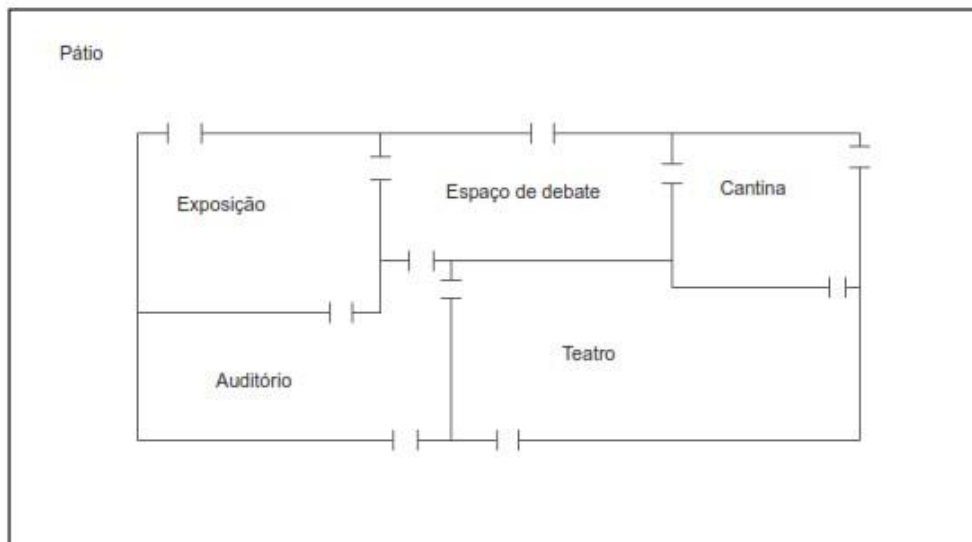 Pátio
Exposição
Espaço de debate
Cantina
Auditório
Teatro